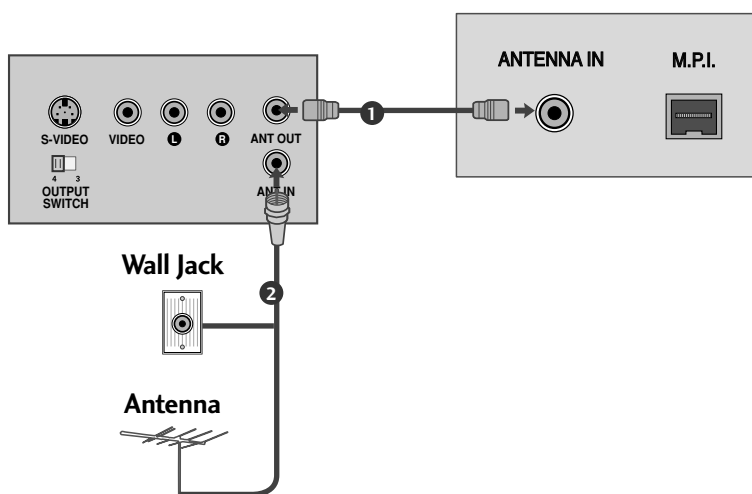 ANTENNA IN
M.P.I.
S-VIDEO
VIDEO
L
R
ANT OUT
1
4 3
OUTPUT
SWITCH
ANT IN
Wall Jack
2
Antenna